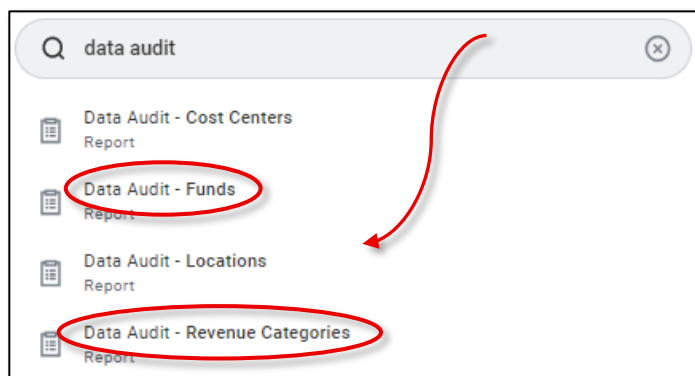 data audit
Data Audit - Cost Centers
Report
Data Audit - Funds
Report
Data Audit - Locations
Report
Data Audit - Revenue Categories
Report